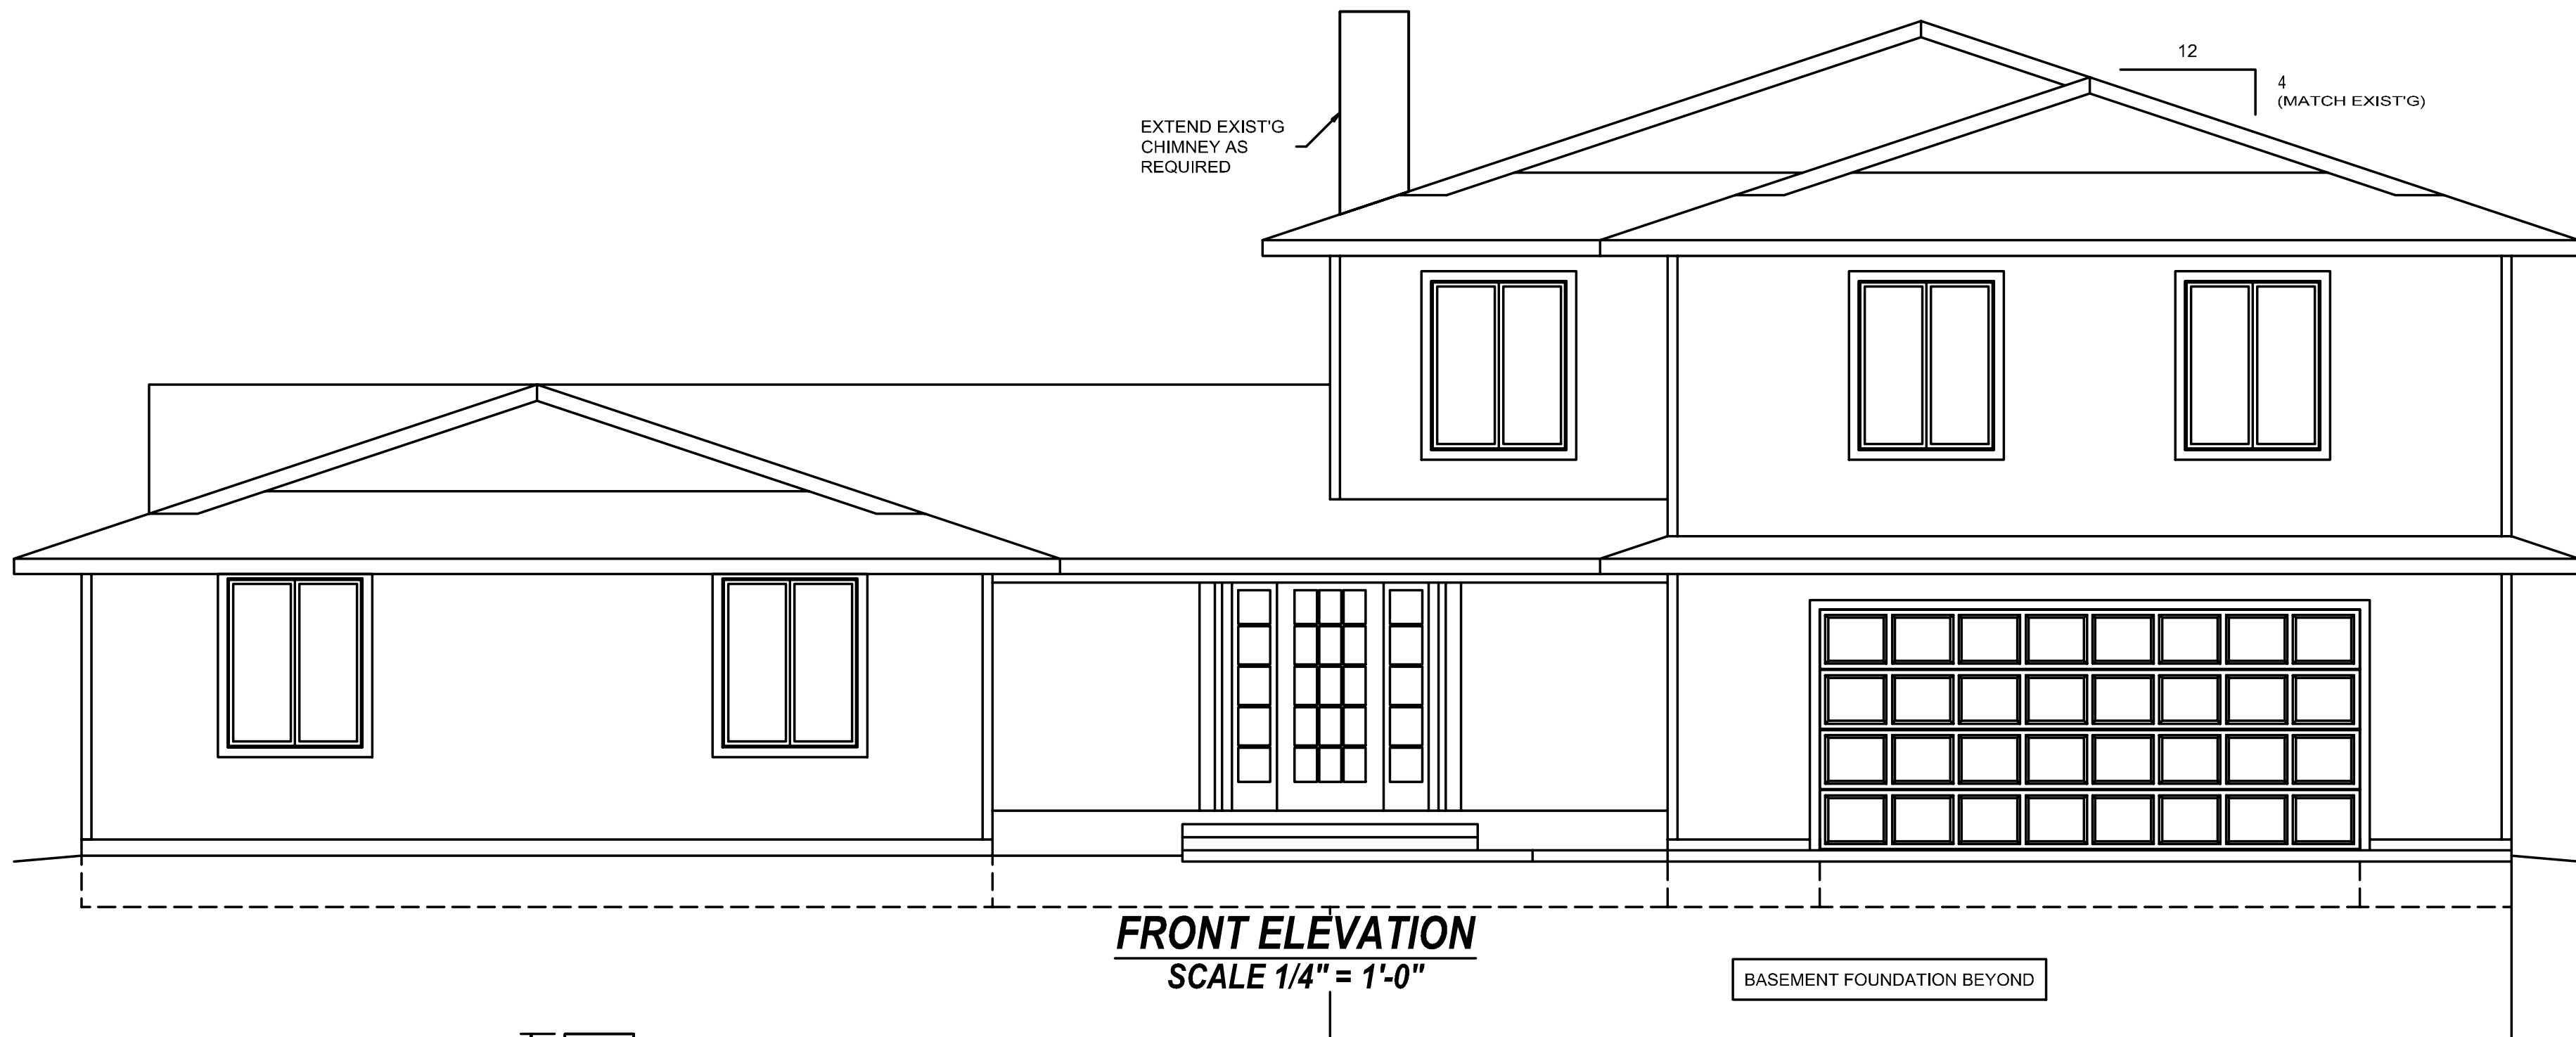 12
4
(MATCH EXIST'G)
EXTEND EXIST'G
CHIMNEY AS
REQUIRED
FRONT ELEVATION
SCALE 1/4" = 1'-0"
BASEMENT FOUNDATION BEYOND